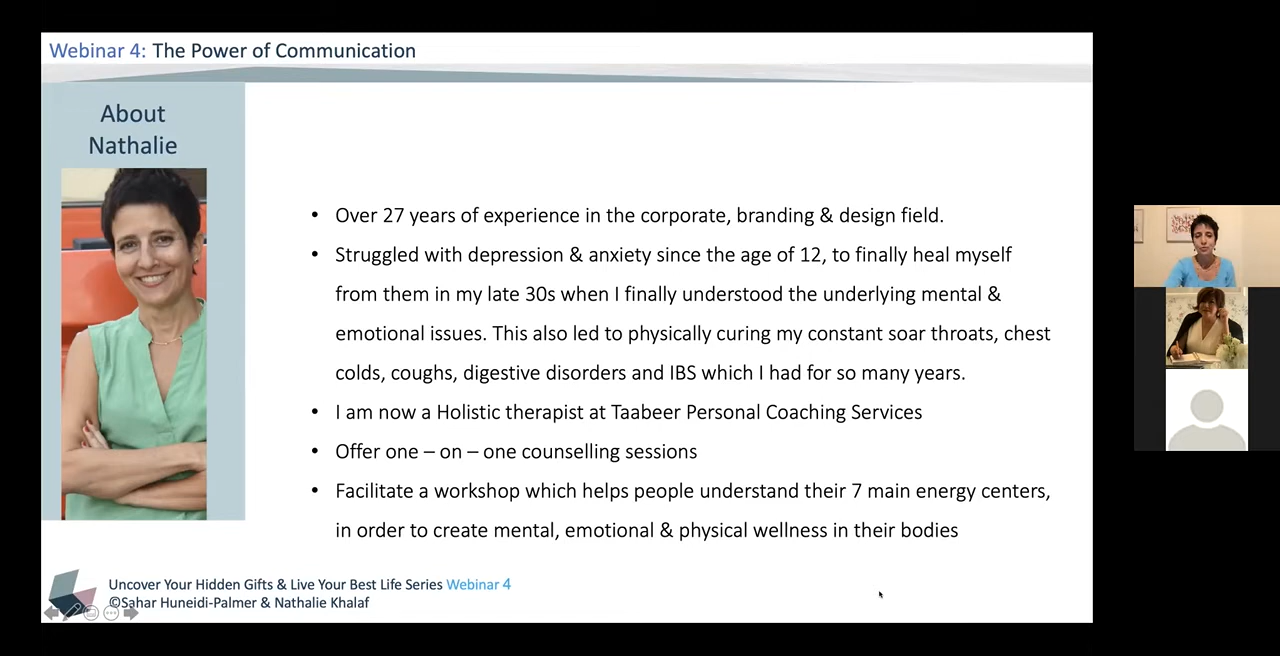 Webinar 4: The Power of Communication
About
Nathalie
• Over 27 years of experience in the corporate, branding & design field.
• Struggled with depression & anxiety since the age of 12, to finally heal myself
from them in my late 30s when I finally understood the underlying mental &
emotional issues. This also led to physically curing my constant soar throats, chest
colds, coughs, digestive disorders and IBS which I had for so many years.
• I am now a Holistic therapist at Taabeer Personal Coaching Services
• Offer one – on – one counselling sessions
• Facilitate a workshop which helps people understand their 7 main energy centers,
in order to create mental, emotional & physical wellness in their bodies
Uncover Your Hidden Gifts & Live Your Best Life Series Webinar 4
©Sahar Huneidi-Palmer & Nathalie Khalaf